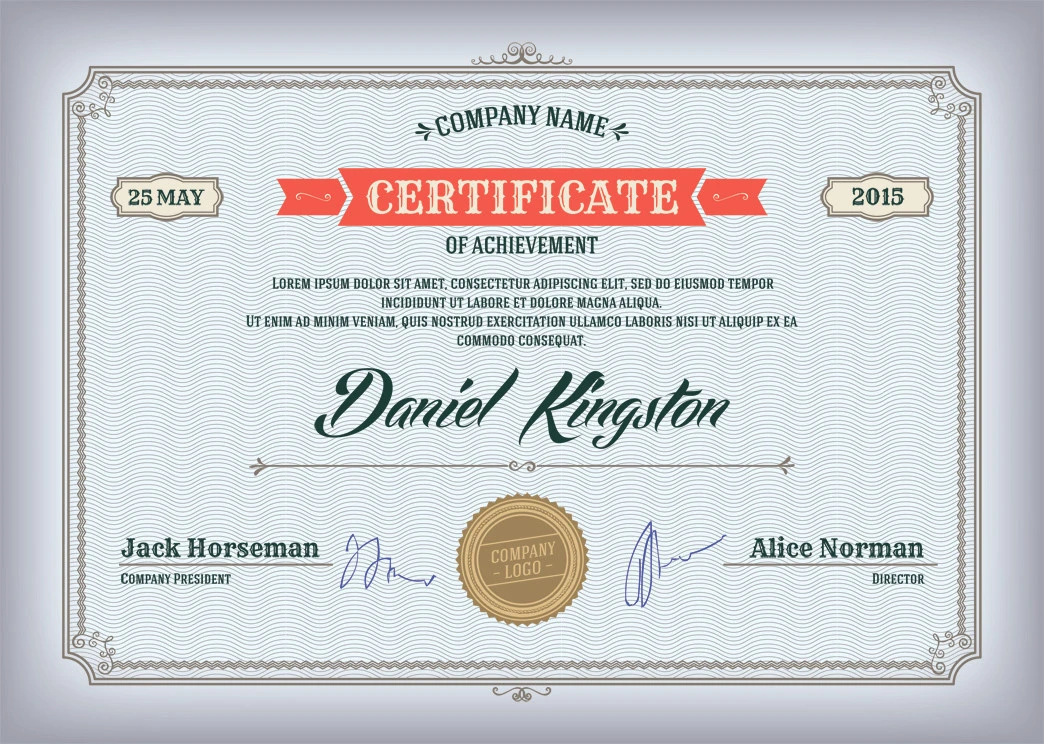 COMPANY NAME
25 MAY
CERTIFICATE
2015
OF ACHIEVEMENT
Lorem ipsum dolor sit amet, consectetur adipiscing elit, sed do eiusmod tempor
incididunt ut labore et dolore magna aliqua.
Ut enim ad minim veniam, quis nostrud exercitation ullamco laboris nisi ut aliquip ex ea
commodo consequat.
Daniel Kingston
Jack Horseman
Company President
COMPANY
– LOGO –
Alice Norman
Director